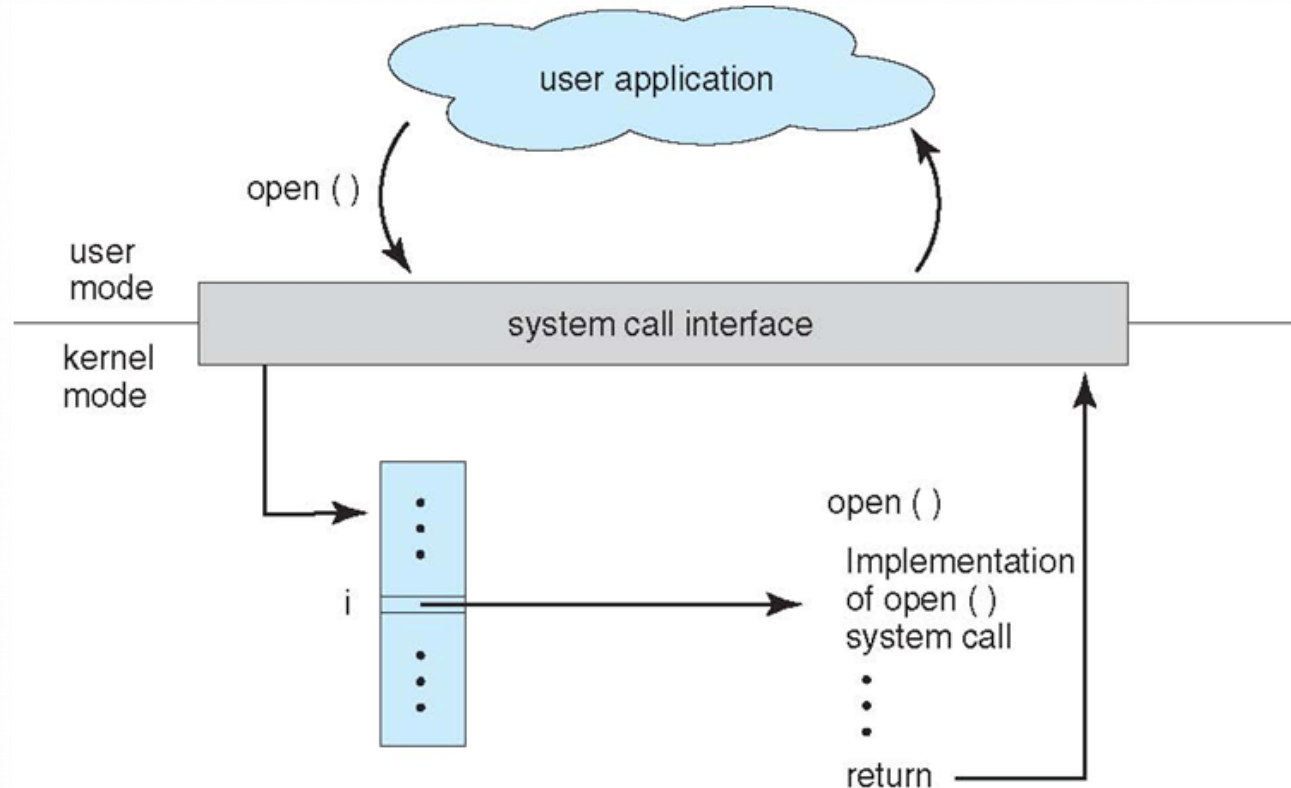 user application
open ( )
user
mode
system call interface
kernel
mode
open ( )
Implementation
of open ( )
system call
i
return